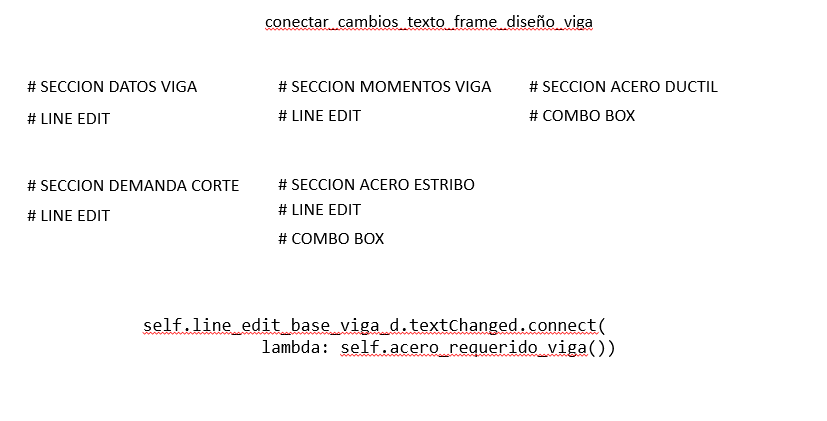 conectar_cambios_texto_frame_diseño_viga
# SECCION DATOS VIGA
# LINE EDIT
# SECCION MOMENTOS VIGA
# LINE EDIT
# SECCION ACERO DUCTIL
# COMBO BOX
# SECCION DEMANDA CORTE
# LINE EDIT
# SECCION ACERO ESTRIBO
# LINE EDIT
# COMBO BOX
self.line_edit_base_viga_d.textChanged.connect(
lambda: self.acero_requerido_viga())